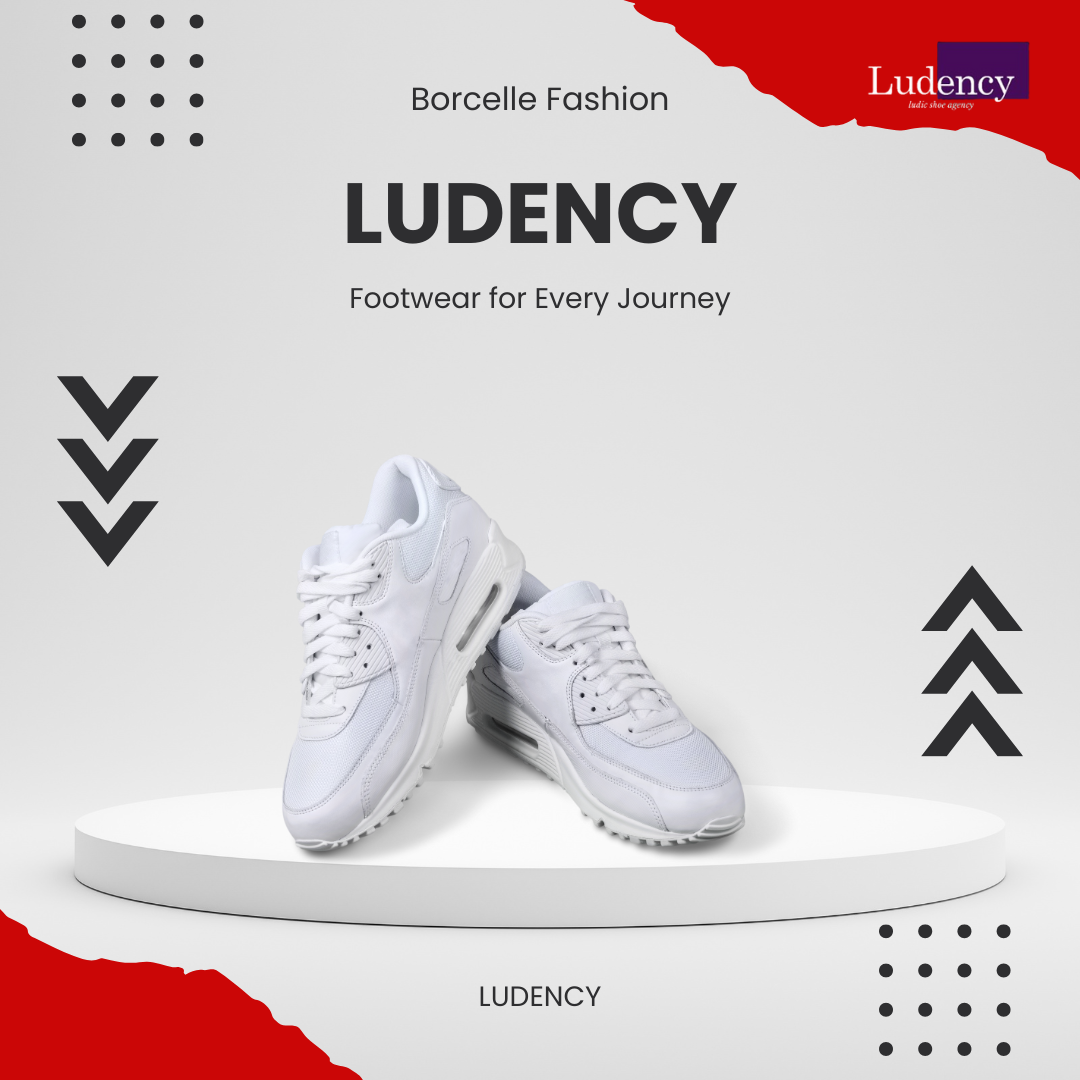 Ludency
ludic shoe agency
Borcelle Fashion
LUDENCY
Footwear for Every Journey
LUDENCY